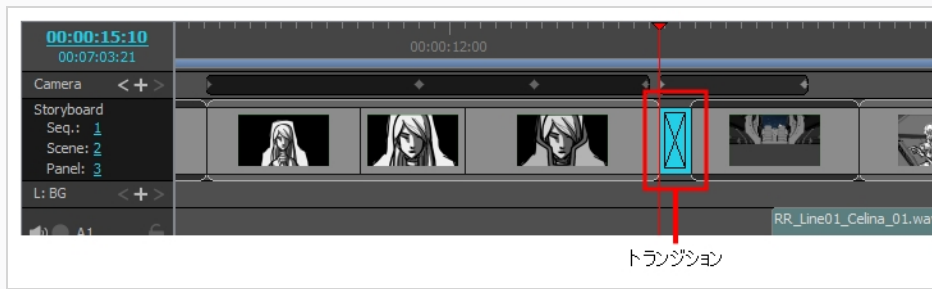 00:00:15:10
00:07:03:21
00:00:12:00
Camera < + >
Storyboard
Seq.: 1
Scene: 2
Panel: 3
L: BG < + >
A1
RR_Line01_Celina_01.wa
トランジション